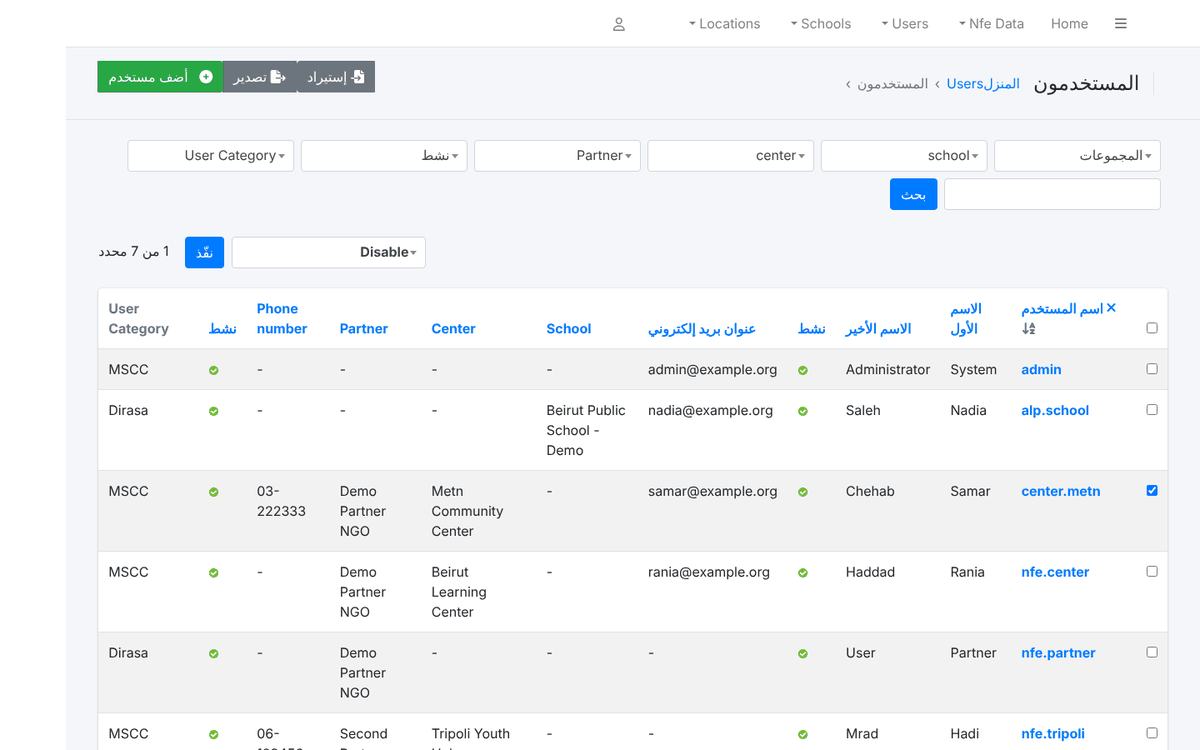 Home Nfe Data Users Schools Locations
المستخدمون
المنزل Users › المستخدمون ›
إستيراد تصدير أضف مستخدم
المجموعات school center Partner نشط User Category
بحث
Disable نفّذ 1 من 7 محدد
اسم المستخدم الاسم الأول الاسم الأخير نشط عنوان بريد إلكتروني School Center Partner Phone number نشط User Category
admin System Administrator admin@example.org - - - - MSCC
alp.school Nadia Saleh nadia@example.org Beirut Public School - Demo - - - Dirasa
center.metn Samar Chehab samar@example.org - Metn Community Center Demo Partner NGO 03-222333 MSCC
nfe.center Rania Haddad rania@example.org - Beirut Learning Center Demo Partner NGO - MSCC
nfe.partner Partner User - - - Demo Partner NGO - Dirasa
nfe.tripoli Hadi Mrad - - Tripoli Youth Second 06- MSCC